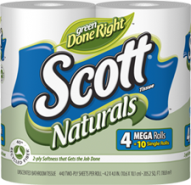 green
Done Right
Scott
Tissue
Naturals
4 MEGA Rolls
=10 Single Rolls
2-ply Softness that Gets the Job Done